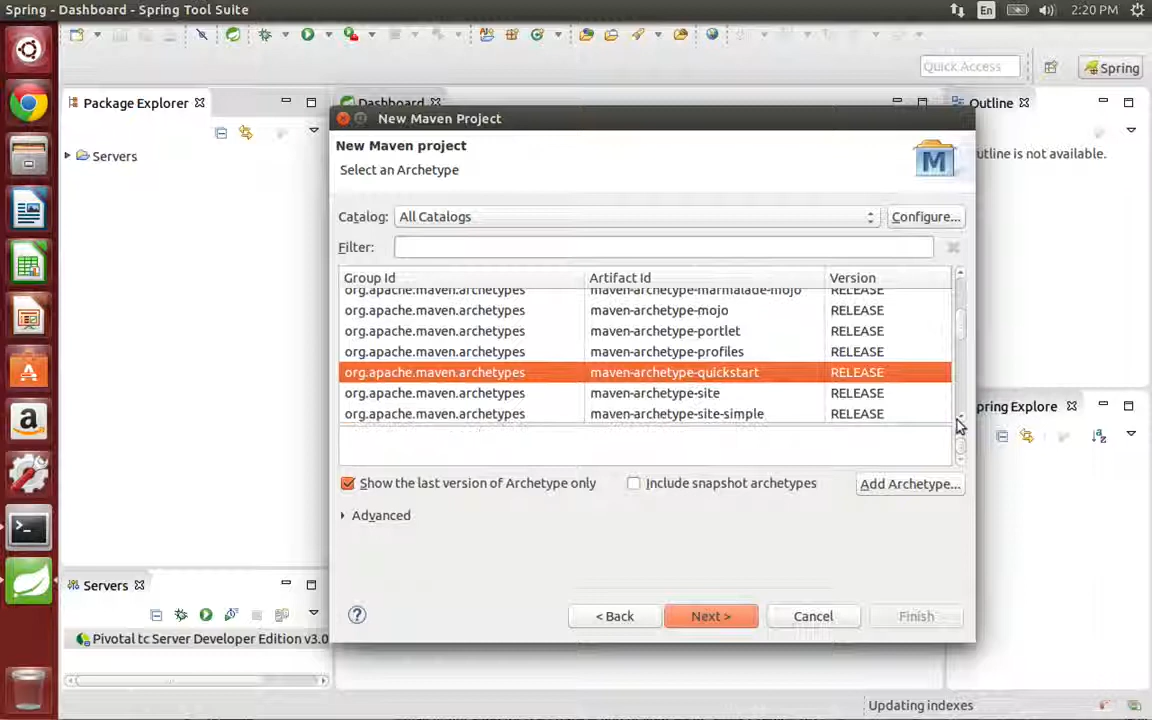 Spring - Dashboard - Spring Tool Suite
En
2:20 PM
Quick Access
Spring
Package Explorer
Dashboard
Outline
Servers
utline is not available.
New Maven Project
New Maven project
Select an Archetype
M
Catalog:
All Catalogs
Configure...
Filter:
Group Id
Artifact Id
Version
org.apache.maven.archetypes
maven-archetype-marmalade-mojo
RELEASE
org.apache.maven.archetypes
maven-archetype-mojo
RELEASE
org.apache.maven.archetypes
maven-archetype-portlet
RELEASE
org.apache.maven.archetypes
maven-archetype-profiles
RELEASE
org.apache.maven.archetypes
maven-archetype-quickstart
RELEASE
org.apache.maven.archetypes
maven-archetype-site
RELEASE
org.apache.maven.archetypes
maven-archetype-site-simple
RELEASE
pring Explore
Show the last version of Archetype only
Include snapshot archetypes
Add Archetype...
Advanced
Servers
< Back
Next >
Cancel
Finish
Pivotal tc Server Developer Edition v3.0
Updating indexes